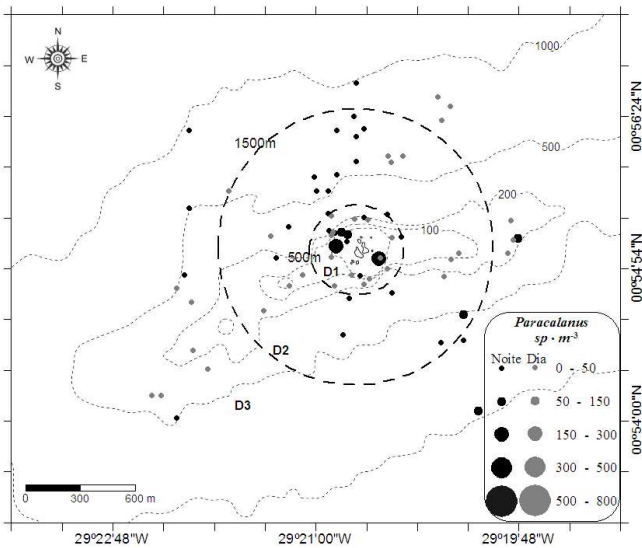 N
W E
S
1000
1500m
500
200
100
500m
D1
D2
D3
Paracalanus
sp · m-³
Noite Dia
0 - 50
50 - 150
150 - 300
300 - 500
500 - 800
0 300 600 m
00°56'24"N
00°54'54"N
00°54'00"N
29°22'48"W 29°21'00"W 29°19'48"W